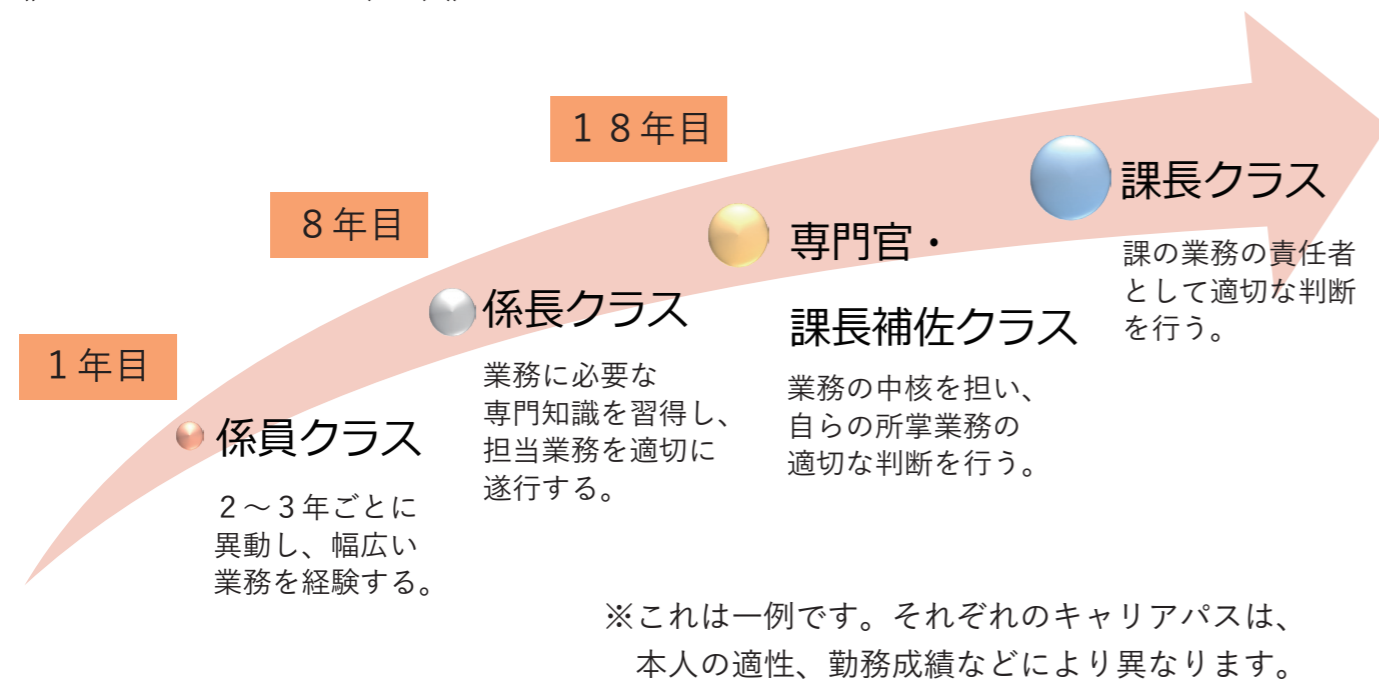 1年目
係員クラス
2～3年ごとに
異動し、幅広い
業務を経験する。
8年目
係長クラス
業務に必要な
専門知識を習得し、
担当業務を適切に
遂行する。
18年目
専門官・
課長補佐クラス
業務の中核を担い、
自らの所掌業務の
適切な判断を行う。
課長クラス
課の業務の責任者
として適切な判断
を行う。
※これは一例です。それぞれのキャリアパスは、
本人の適性、勤務成績などにより異なります。